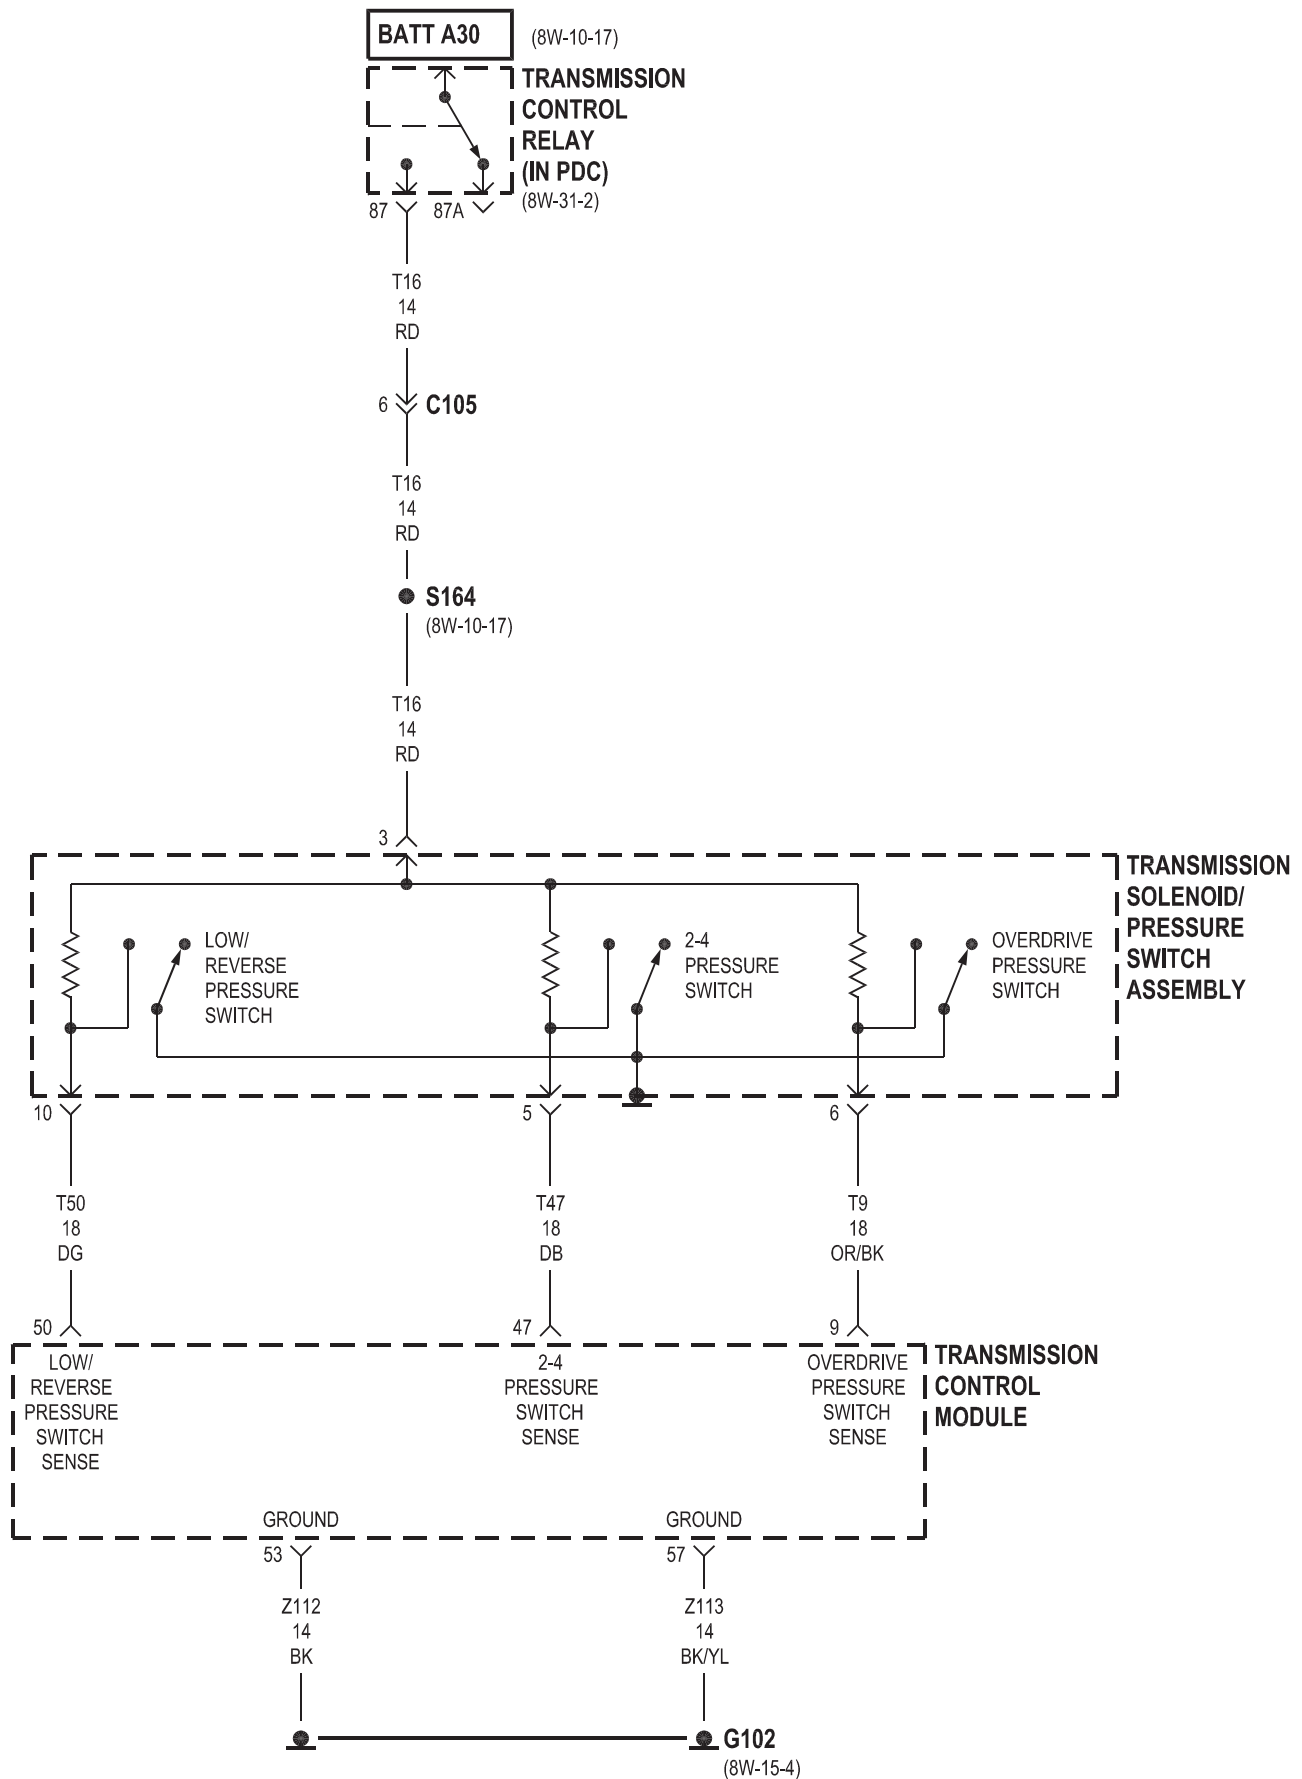 BATT A30
(8W-10-17)
TRANSMISSION
CONTROL
RELAY
(IN PDC)
(8W-31-2)
87
87A
T16
14
RD
6
C105
T16
14
RD
S164
(8W-10-17)
T16
14
RD
3
TRANSMISSION
SOLENOID/
PRESSURE
SWITCH
ASSEMBLY
LOW/
REVERSE
PRESSURE
SWITCH
2-4
PRESSURE
SWITCH
OVERDRIVE
PRESSURE
SWITCH
10
5
6
T50
18
DG
T47
18
DB
T9
18
OR/BK
50
47
9
TRANSMISSION
CONTROL
MODULE
LOW/
REVERSE
PRESSURE
SWITCH
SENSE
2-4
PRESSURE
SWITCH
SENSE
OVERDRIVE
PRESSURE
SWITCH
SENSE
GROUND
GROUND
53
57
Z112
14
BK
Z113
14
BK/YL
G102
(8W-15-4)